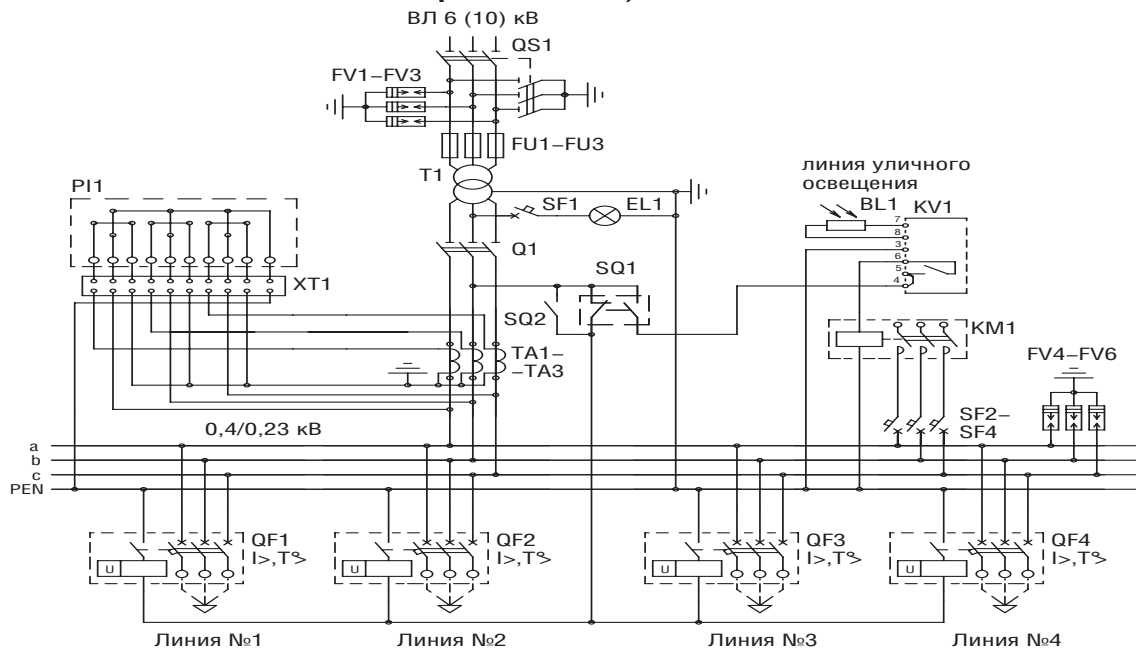 ВЛ 6 (10) кВ
QS1
FV1–FV3
FU1–FU3
T1
PI1
SF1
EL1
линия уличного
освещения
BL1
KV1
7
8
3
6
5
4
Q1
SQ1
XT1
SQ2
KM1
TA1–
–TA3
FV4–FV6
SF2–
SF4
0,4/0,23 кВ
a
b
c
PEN
QF1
I>,T>
U
QF2
I>,T>
U
QF3
I>,T>
U
QF4
I>,T>
U
Линия №1
Линия №2
Линия №3
Линия №4